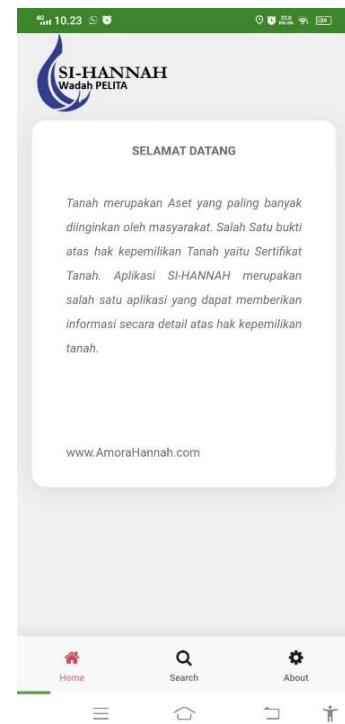 10.23
SI-HANNAH
Wadah PELITA
SELAMAT DATANG
Tanah merupakan Aset yang paling banyak
diinginkan oleh masyarakat. Salah Satu bukti
atas hak kepemilikan Tanah yaitu Sertifikat
Tanah. Aplikasi SI-HANNAH merupakan
salah satu aplikasi yang dapat memberikan
informasi secara detail atas hak kepemilikan
tanah.
www.AmoraHannah.com
Home Search About